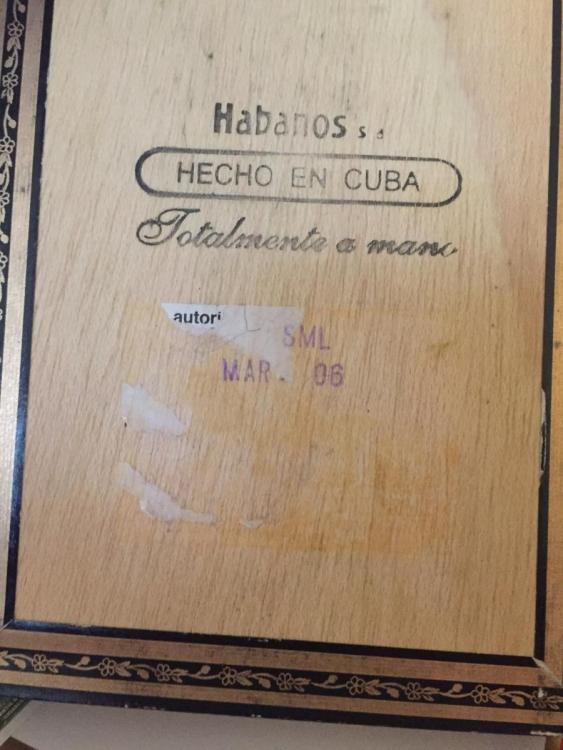 Habanos s a
HECHO EN CUBA
Totalmente a mano
autori
SML
MAR. 06